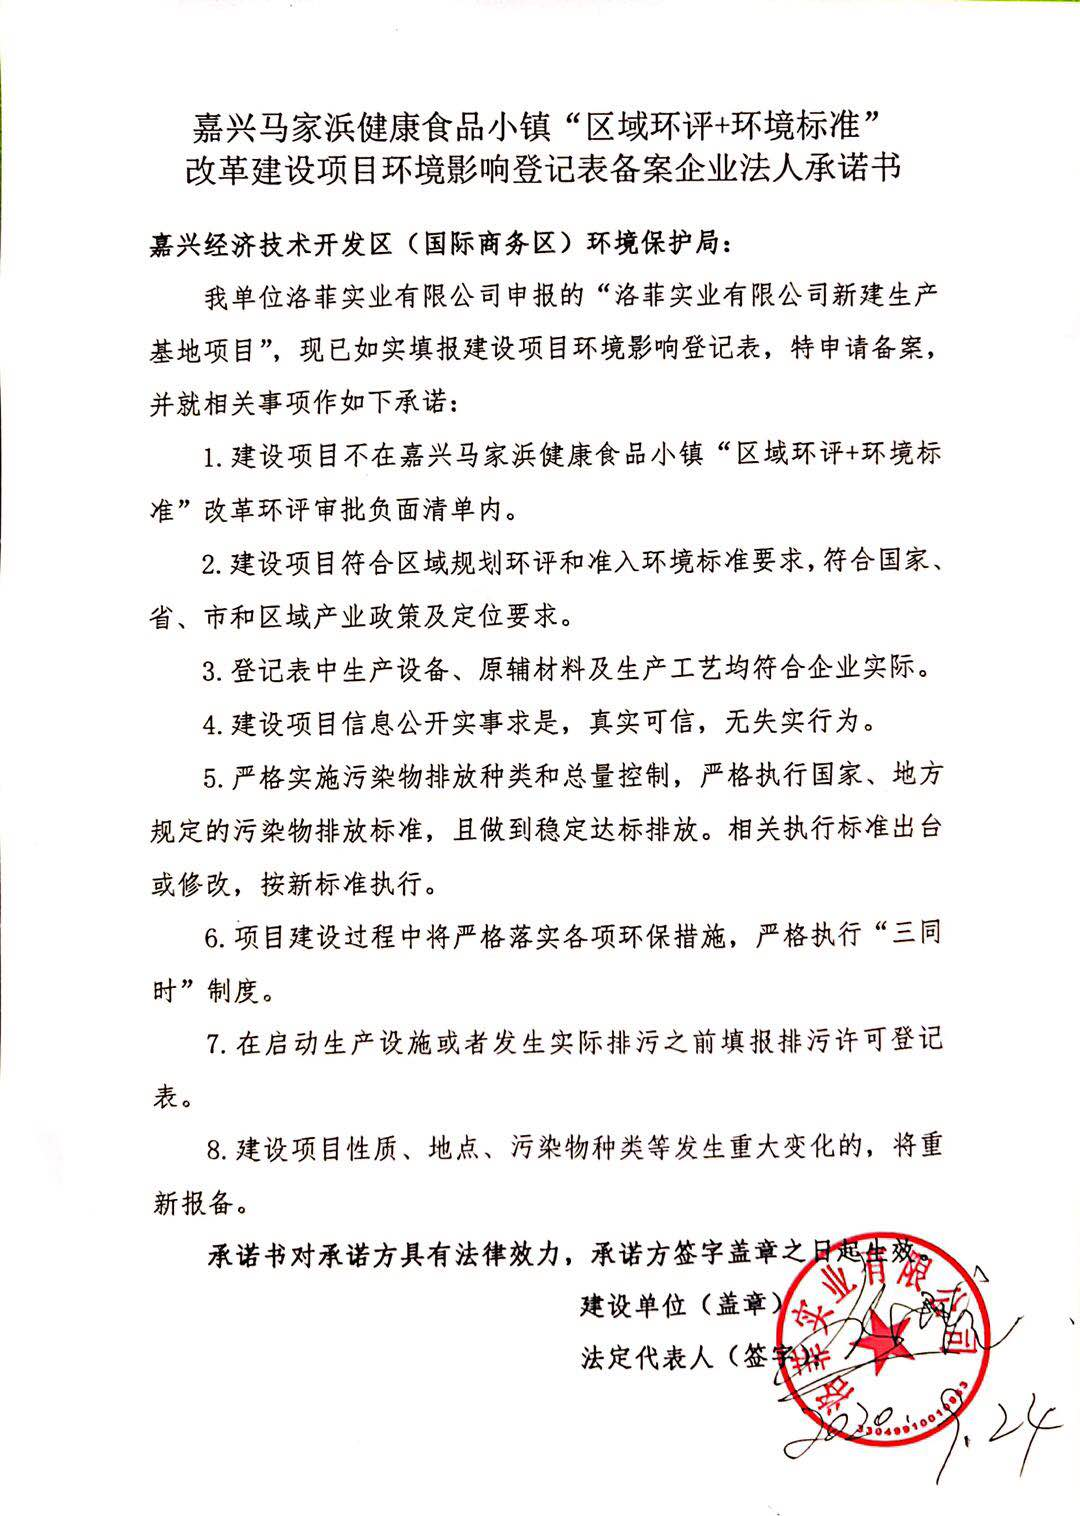 嘉兴马家浜健康食品小镇“区域环评+环境标准”
改革建设项目环境影响登记表备案企业法人承诺书
嘉兴经济技术开发区（国际商务区）环境保护局：
我单位洛菲实业有限公司申报的“洛菲实业有限公司新建生产
基地项目”，现已如实填报建设项目环境影响登记表，特申请备案，
并就相关事项作如下承诺：
1.建设项目不在嘉兴马家浜健康食品小镇“区域环评+环境标
准”改革环评审批负面清单内。
2.建设项目符合区域规划环评和准入环境标准要求，符合国家、
省、市和区域产业政策及定位要求。
3.登记表中生产设备、原辅材料及生产工艺均符合企业实际。
4.建设项目信息公开实事求是，真实可信，无失实行为。
5.严格实施污染物排放种类和总量控制，严格执行国家、地方
规定的污染物排放标准，且做到稳定达标排放。相关执行标准出台
或修改，按新标准执行。
6.项目建设过程中将严格落实各项环保措施，严格执行“三同
时”制度。
7.在启动生产设施或者发生实际排污之前填报排污许可登记
表。
8.建设项目性质、地点、污染物种类等发生重大变化的，将重
新报备。
承诺书对承诺方具有法律效力，承诺方签字盖章之日起生效。
建设单位（盖章）
法定代表人（签字）：
洛菲实业有限公司
2020.9.24